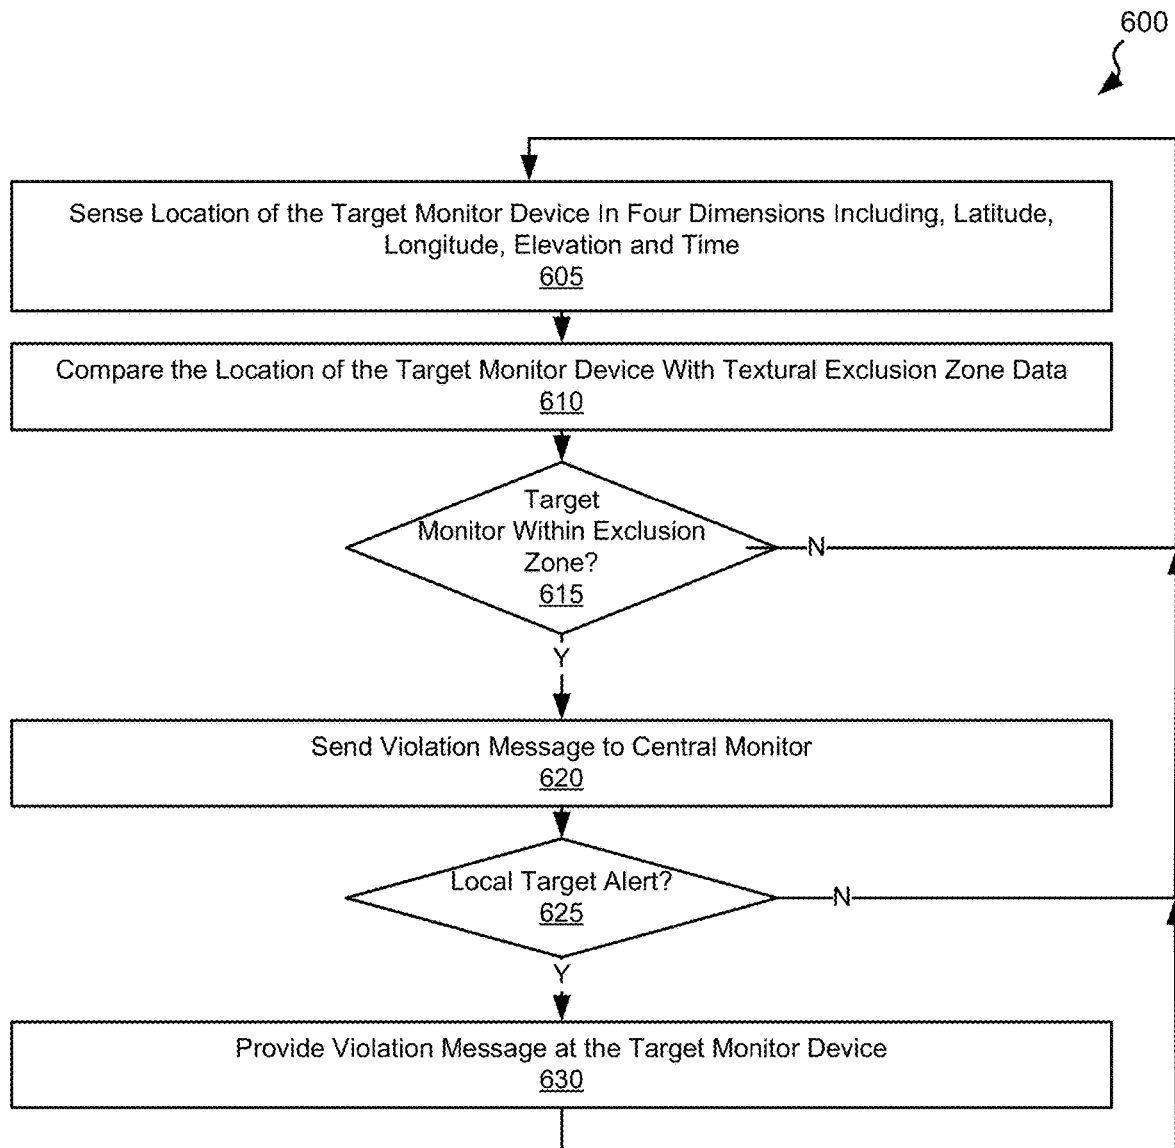 600
Sense Location of the Target Monitor Device In Four Dimensions Including, Latitude,
Longitude, Elevation and Time
605
Compare the Location of the Target Monitor Device With Textural Exclusion Zone Data
610
Target
Monitor Within Exclusion
Zone?
615
N
Y
Send Violation Message to Central Monitor
620
Local Target Alert?
625
N
Y
Provide Violation Message at the Target Monitor Device
630